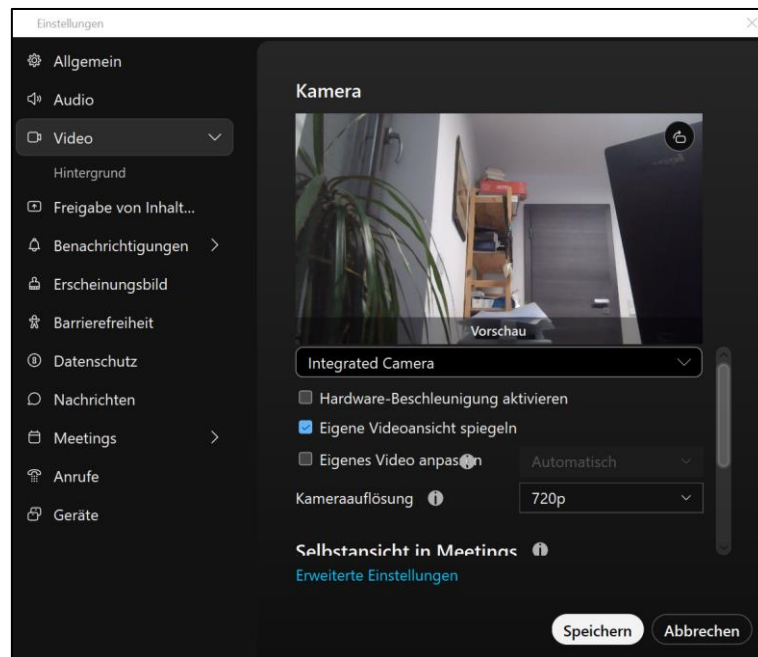 Einstellungen
Allgemein
Audio
Video
Hintergrund
Freigabe von Inhalt...
Benachrichtigungen
Erscheinungsbild
Barrierefreiheit
Datenschutz
Nachrichten
Meetings
Anrufe
Geräte
Kamera
Vorschau
Integrated Camera
Hardware-Beschleunigung aktivieren
Eigene Videoansicht spiegeln
Eigenes Video anpassen Automatisch
Kameraauflösung 720p
Selbstansicht in Meetings
Erweiterte Einstellungen
Speichern Abbrechen